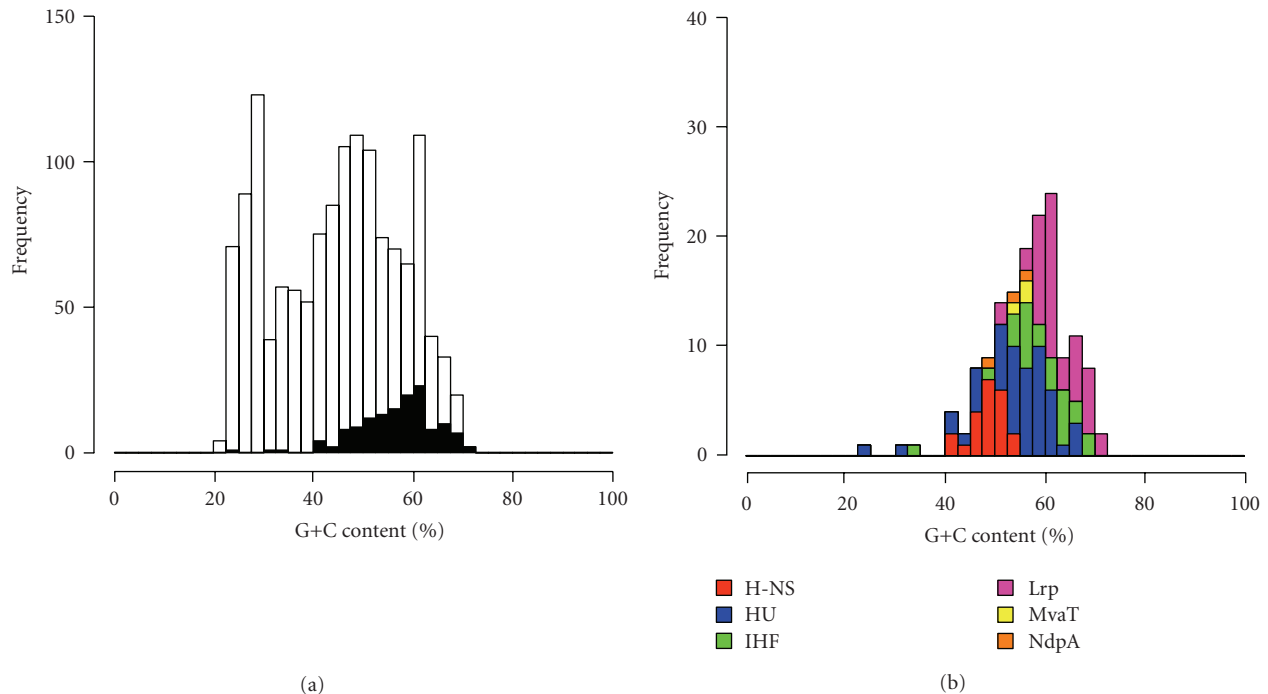 150
100
50
0
Frequency
0 20 40 60 80 100
G+C content (%)
(a)
40
30
20
10
0
Frequency
0 20 40 60 80 100
G+C content (%)
H-NS
HU
IHF
Lrp
MvaT
NdpA
(b)